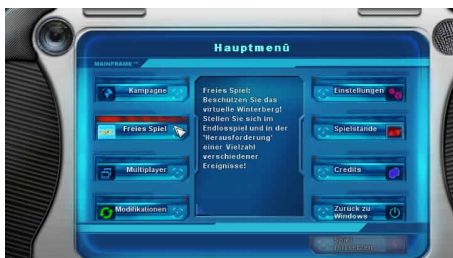 Hauptmenü
MAINFRAME™
Kampagne
Freies Spiel
Multiplayer
Modifikationen
Freies Spiel:
Beschützen Sie das
virtuelle Winterberg!
Stellen Sie sich im
Endlosspiel und in der
'Herausforderung'
einer Vielzahl
verschiedener
Ereignisse!
Einstellungen
Spielstände
Credits
Zurück zu
Windows